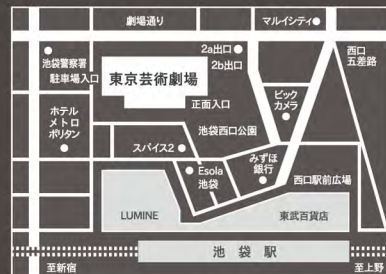 劇場通り
マルイシティ
池袋警察署
駐車場入口
2a出口
2b出口
西口
五差路
東京芸術劇場
正面入口
ホテル
メトロ
ポリタン
ビック
カメラ
池袋西口公園
スパイス2
Esola
池袋
みずほ
銀行
西口駅前広場
LUMINE
東武百貨店
池袋駅
至新宿
至上野